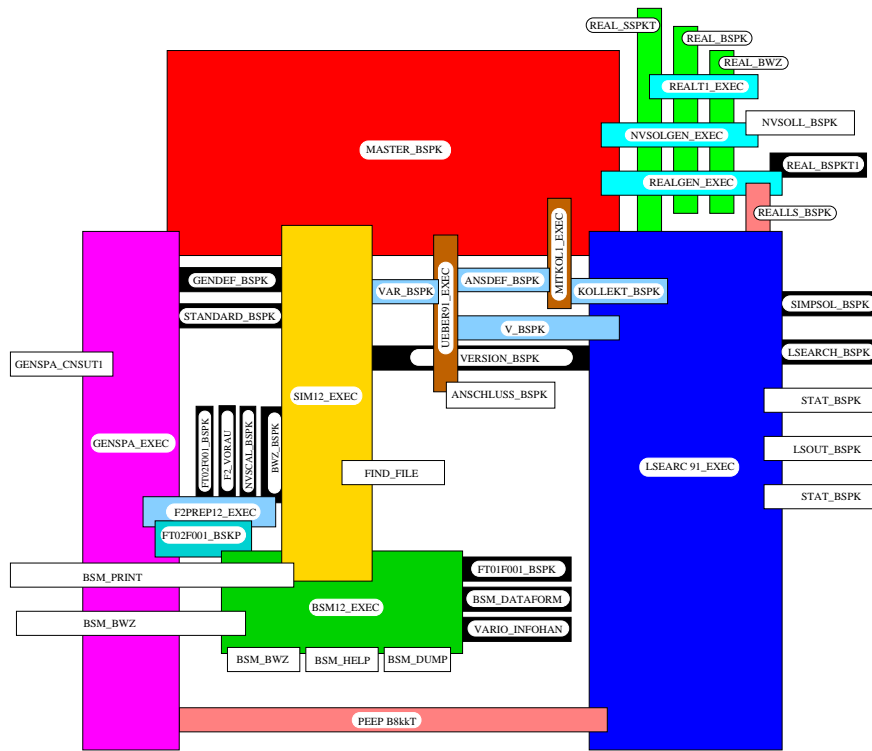 REAL_SSPKT
REAL_BSPK
REAL_BWZ
REALT1_EXEC
NVSOLL_BSPK
NVSOLGEN_EXEC
MASTER_BSPK
REAL_BSPKT1
REALGEN_EXEC
REALLS_BSPK
MITKOL1_EXEC
UEBER91_EXEC
GENDEF_BSPK
ANSDEF_BSPK
VAR_BSPK
KOLLEKT_BSPK
SIMPSOL_BSPK
STANDARD_BSPK
V_BSPK
LSEARCH_BSPK
VERSION_BSPK
GENSPA_CNSUT1
ANSCHLUSS_BSPK
SIM12_EXEC
STAT_BSPK
FT02F001_BSPK
F2_VORAU
NVSCAL_BSPK
BWZ_BSPK
GENSPA_EXEC
LSOUT_BSPK
LSEARC 91_EXEC
FIND_FILE
STAT_BSPK
F2PREP12_EXEC
FT02F001_BSKP
FT01F001_BSPK
BSM_PRINT
BSM_DATAFORM
BSM12_EXEC
BSM_BWZ
VARIO_INFOHAN
BSM_BWZ
BSM_HELP
BSM_DUMP
PEEP B8kkT